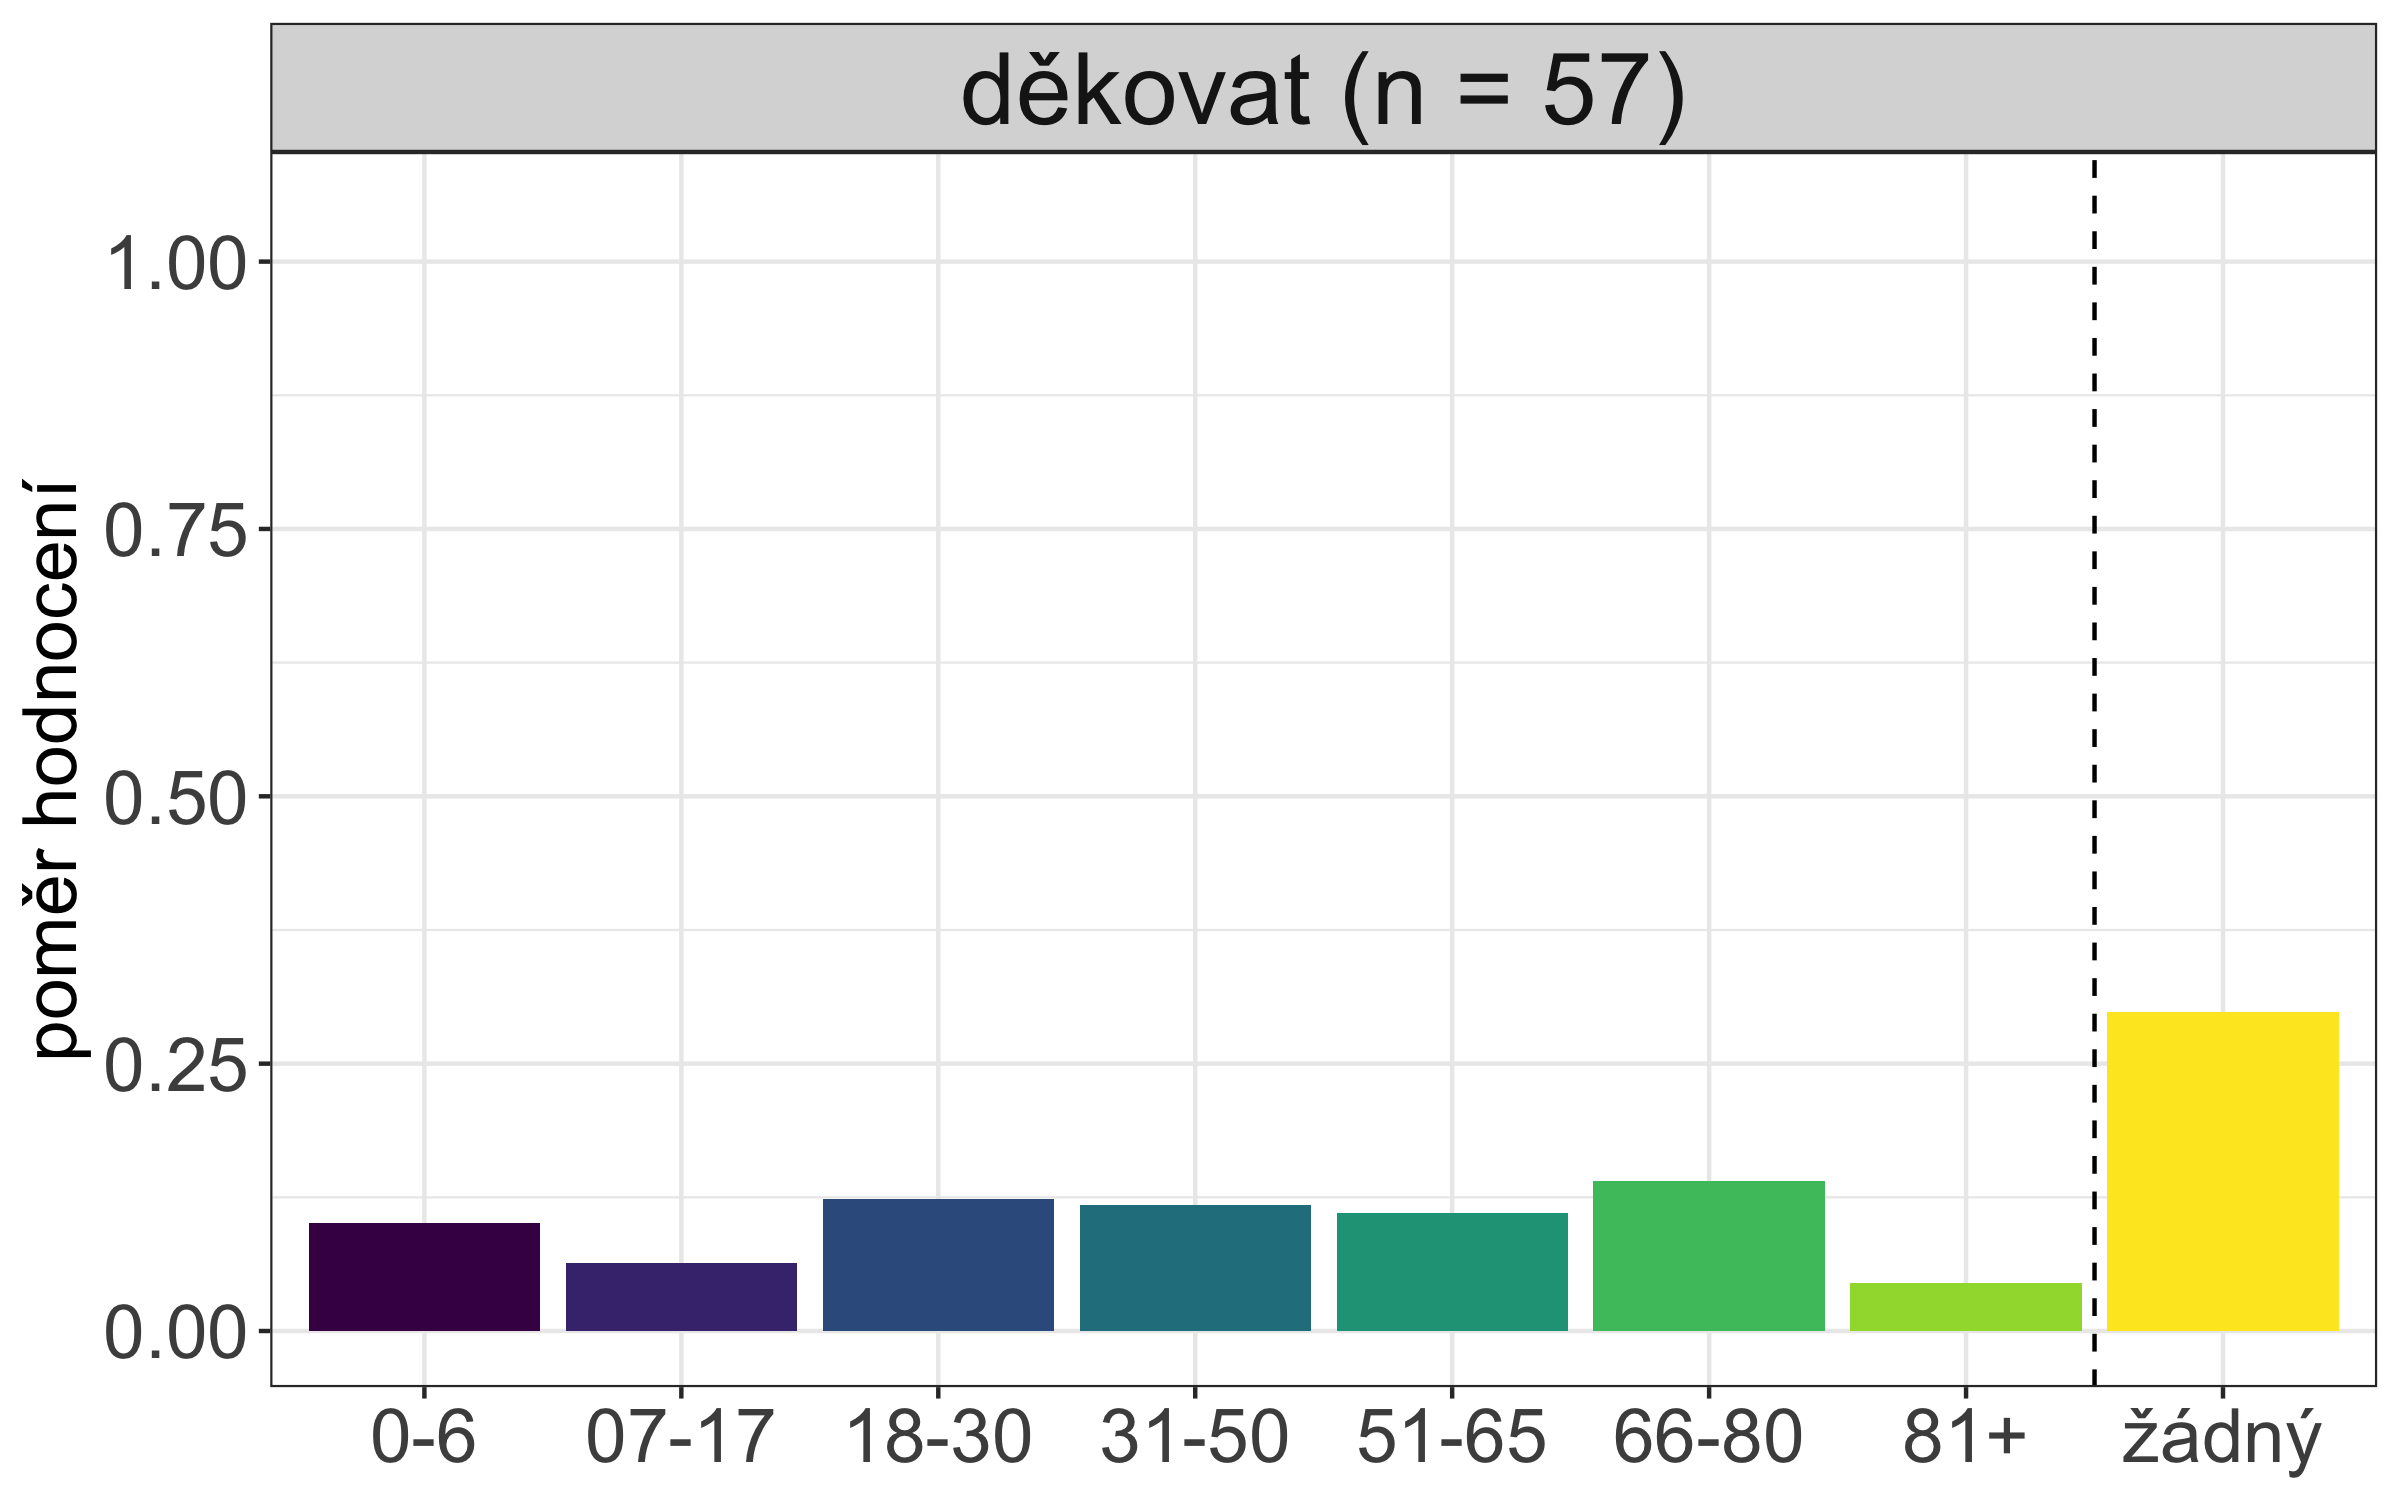 děkovat (n = 57)
poměr hodnocení
1.00
0.75
0.50
0.25
0.00
0-6 07-17 18-30 31-50 51-65 66-80 81+ žádný